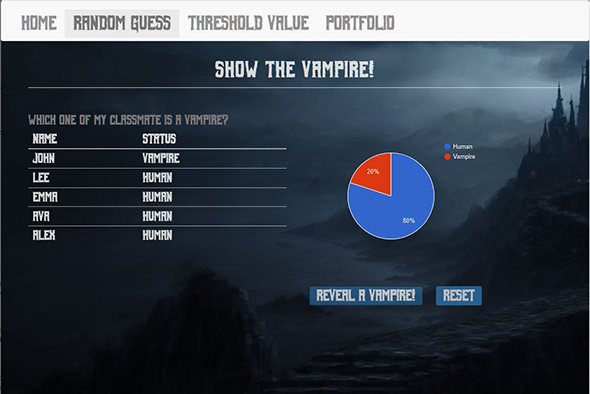 HOME RANDOM GUESS THRESHOLD VALUE PORTFOLIO
SHOW THE VAMPIRE!
WHICH ONE OF MY CLASSMATE IS A VAMPIRE?
NAME STATUS
JOHN VAMPIRE
LEE HUMAN
EMMA HUMAN
AVA HUMAN
ALEX HUMAN
Human
Vampire
20%
80%
REVEAL A VAMPIRE! RESET